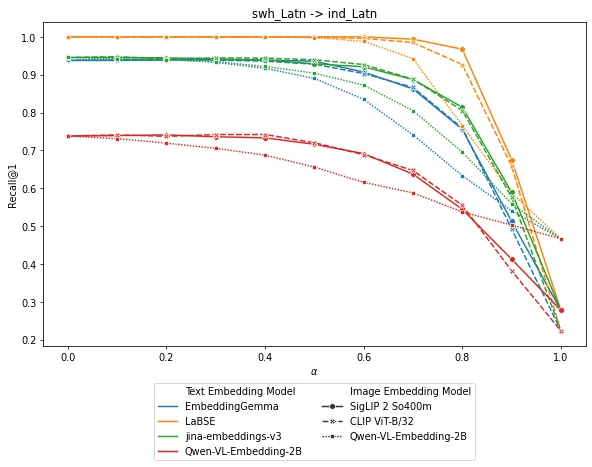 swh_Latn -> ind_Latn
Recall@1
1.0
0.9
0.8
0.7
0.6
0.5
0.4
0.3
0.2
0.0 0.2 0.4 0.6 0.8 1.0
α
Text Embedding Model
EmbeddingGemma
LaBSE
jina-embeddings-v3
Qwen-VL-Embedding-2B
Image Embedding Model
SigLIP 2 So400m
CLIP ViT-B/32
Qwen-VL-Embedding-2B